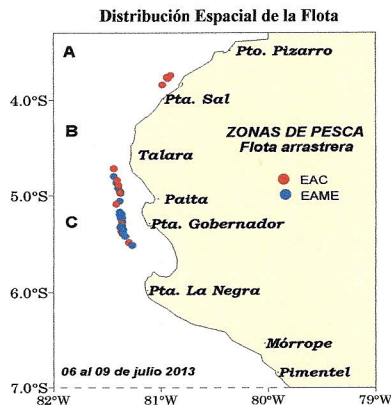 Distribución Espacial de la Flota
A
Pto. Pizarro
4.0°S
Pta. Sal
B
ZONAS DE PESCA
Flota arrastrera
Talara
EAC
5.0°S
Paita
EAME
C
Pta. Gobernador
6.0°S
Pta. La Negra
Mórrope
06 al 09 de julio 2013
Pimentel
7.0°S
82°W
81°W
80°W
79°W